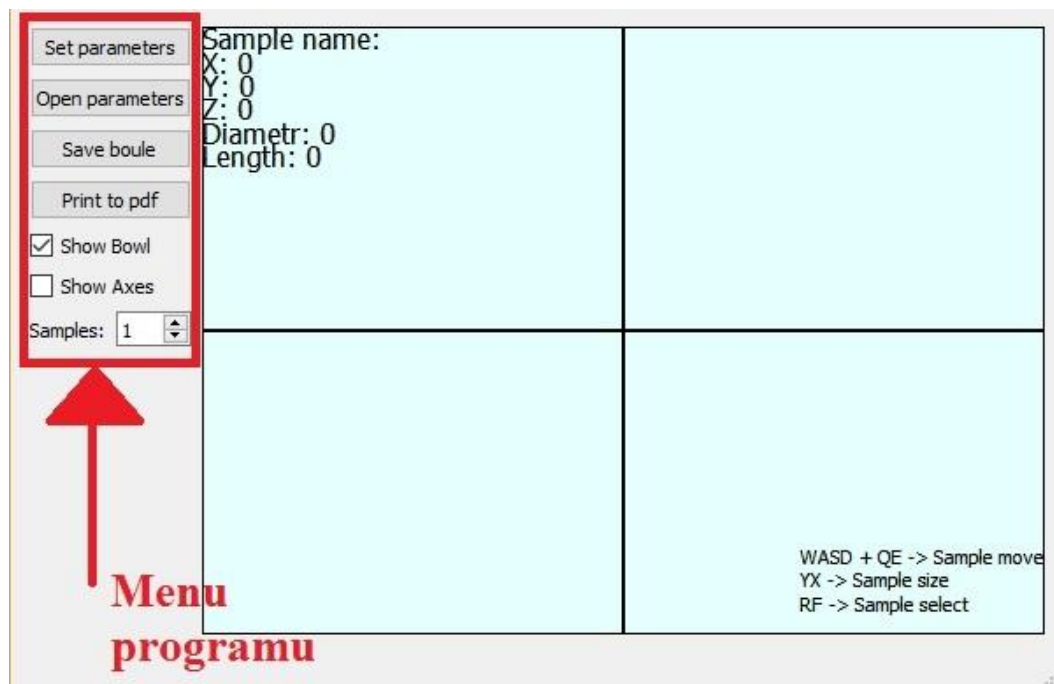 Set parameters
Open parameters
Save boule
Print to pdf
Show Bowl
Show Axes
Samples: 1
Sample name:
X: 0
Y: 0
Z: 0
Diametr: 0
Length: 0
WASD + QE -> Sample move
YX -> Sample size
RF -> Sample select
Menu
programu